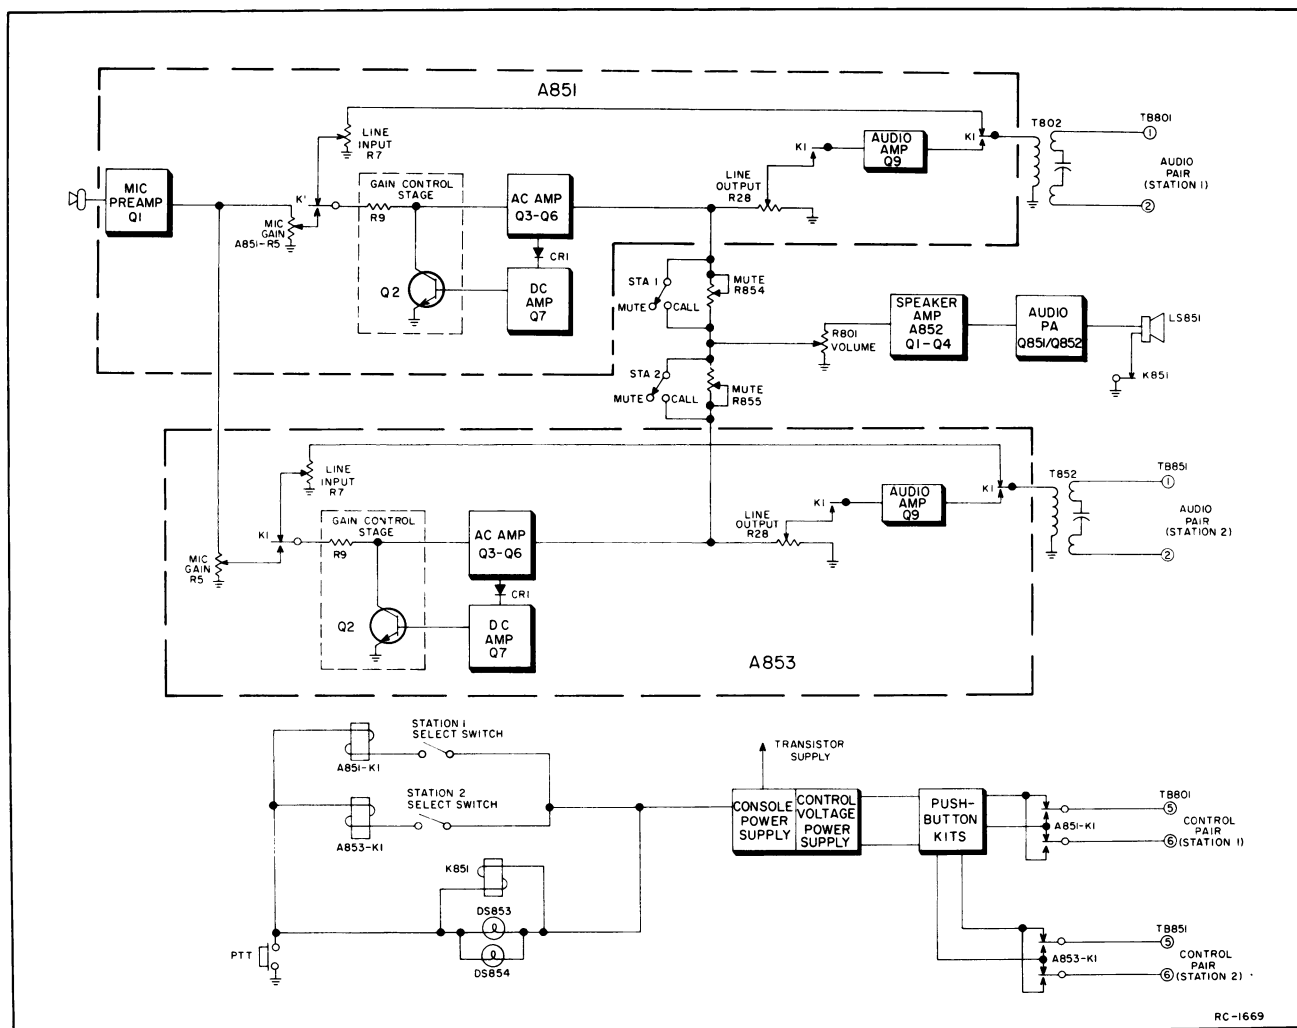 A851
LINE
INPUT
R7
MIC
PREAMP
Q1
K1
MIC
GAIN
A851-R5
GAIN CONTROL
STAGE
R9
Q2
AC AMP
Q3-Q6
CR1
DC
AMP
Q7
LINE
OUTPUT
R28
K1
AUDIO
AMP
Q9
K1
T802
TB801
1
AUDIO
PAIR
(STATION 1)
2
STA 1
MUTE
CALL
MUTE
R854
R801
VOLUME
SPEAKER
AMP
A852
Q1-Q4
AUDIO
PA
Q851/Q852
LS851
K851
STA 2
MUTE
CALL
MUTE
R855
LINE
INPUT
R7
K1
MIC
GAIN
R5
GAIN CONTROL
STAGE
R9
Q2
AC AMP
Q3-Q6
CR1
DC
AMP
Q7
LINE
OUTPUT
R28
K1
AUDIO
AMP
Q9
K1
T852
TB851
1
AUDIO
PAIR
(STATION 2)
2
A853
STATION 1
SELECT SWITCH
A851-K1
STATION 2
SELECT SWITCH
A853-K1
K851
DS853
DS854
PTT
TRANSISTOR
SUPPLY
CONSOLE
POWER
SUPPLY
CONTROL
VOLTAGE
POWER
SUPPLY
PUSH-
BUTTON
KITS
TB801
5
A851-K1
CONTROL
PAIR
6 (STATION 1)
TB851
5
A853-K1
CONTROL
PAIR
6 (STATION 2)
RC-1669